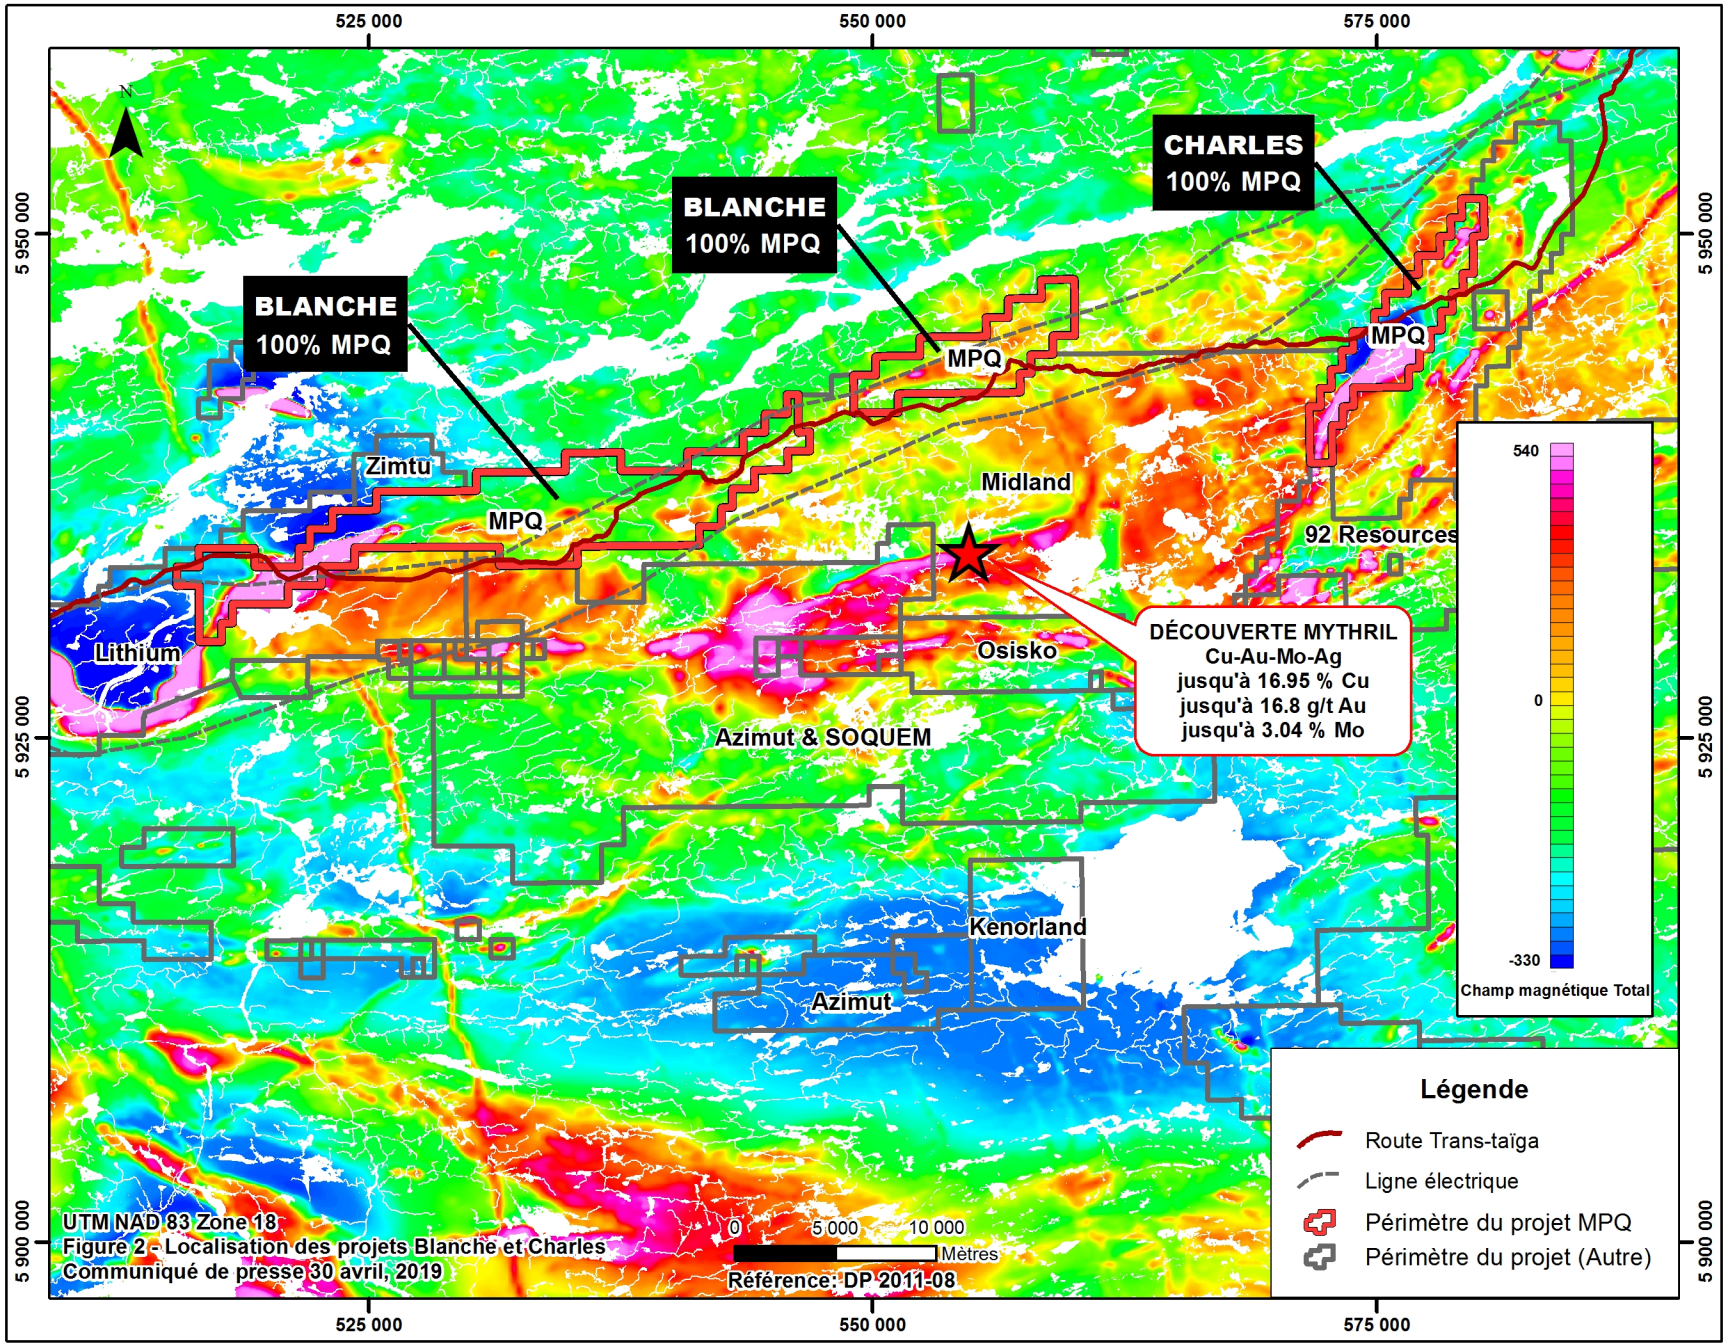 525 000
550 000
575 000
N
CHARLES
100% MPQ
BLANCHE
100% MPQ
5 950 000
5 950 000
BLANCHE
100% MPQ
MPQ
MPQ
Zimtu
540
Midland
MPQ
92 Resources
DÉCOUVERTE MYTHRIL
Cu-Au-Mo-Ag
jusqu'à 16.95 % Cu
jusqu'à 16.8 g/t Au
jusqu'à 3.04 % Mo
Lithium
Osisko
0
5 925 000
5 925 000
Azimut & SOQUEM
Kenorland
-330
Champ magnétique Total
Azimut
Légende
Route Trans-taïga
Ligne électrique
Périmètre du projet MPQ
Périmètre du projet (Autre)
5 900 000
5 900 000
UTM NAD 83 Zone 18
Figure 2 - Localisation des projets Blanche et Charles
Communiqué de presse 30 avril, 2019
0 5 000 10 000
Mètres
Référence: DP 2011-08
525 000
550 000
575 000